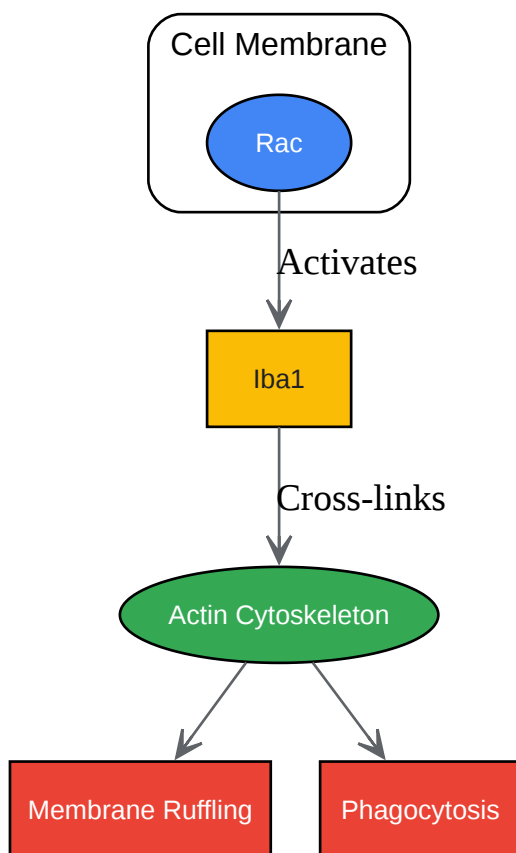 Cell Membrane
Rac
Activates
Iba1
Cross-links
Actin Cytoskeleton
Membrane Ruffling
Phagocytosis